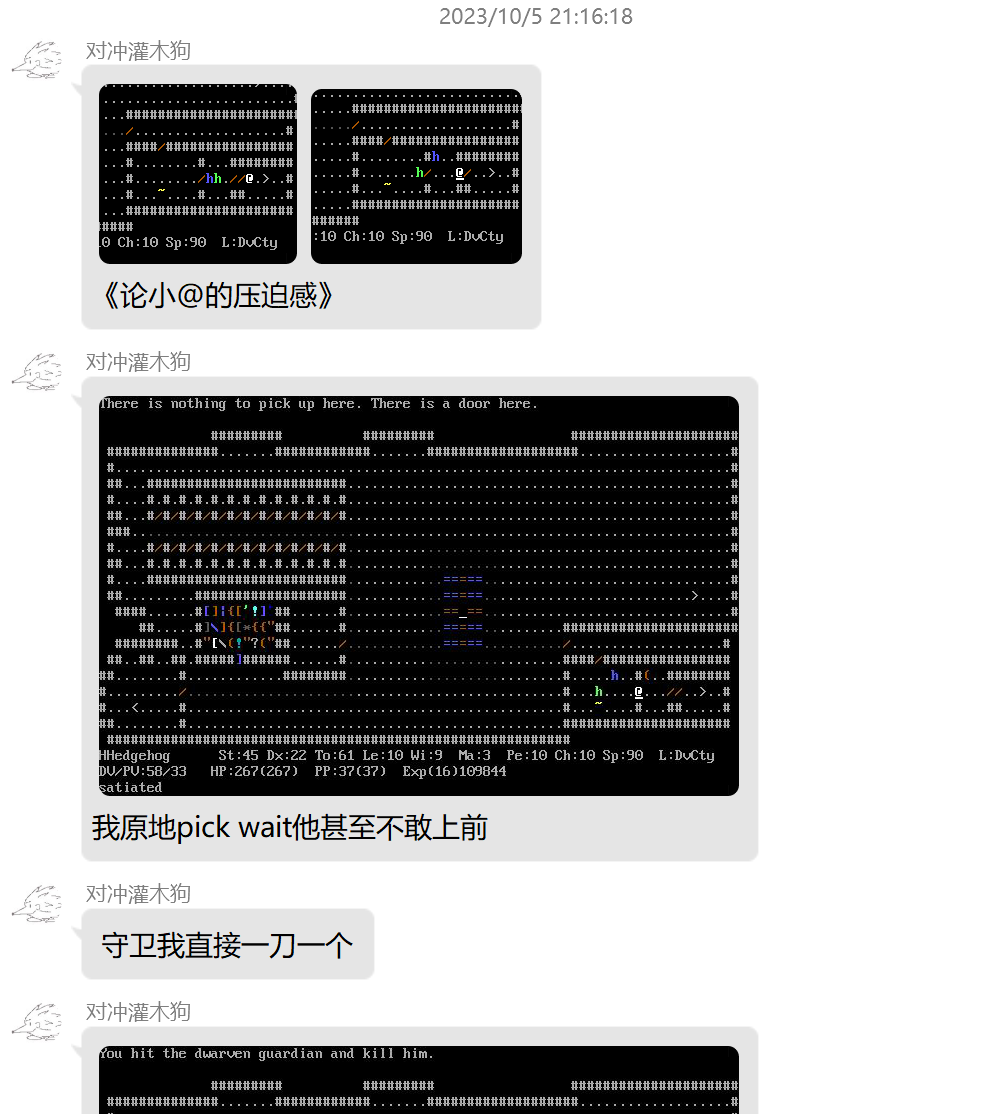 2023/10/5 21:16:18
对冲灌木狗
10 Ch:10 Sp:90 L:DvCty
:10 Ch:10 Sp:90 L:DvCty
《论小@的压迫感》
对冲灌木狗
There is nothing to pick up here. There is a door here.
HHedgehog St:45 Dx:22 To:61 Le:10 Wi:9 Ma:3 Pe:10 Ch:10 Sp:90 L:DvCty
DV/PV:58/33 HP:267(267) PP:37(37) Exp(16)109844
satiated
我原地pick wait他甚至不敢上前
对冲灌木狗
守卫我直接一刀一个
对冲灌木狗
You hit the dwarven guardian and kill him.